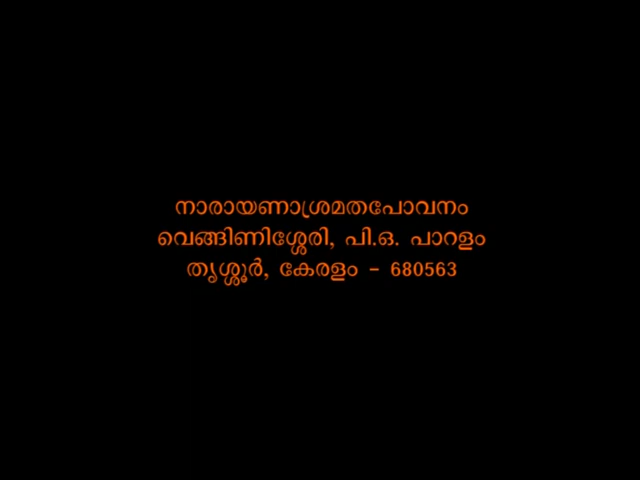 നാരായണാശ്രമതപോവനം
വെങ്ങിണിശ്ശേരി, പി.ഒ. പാറളം
തൃശ്ശൂർ, കേരളം - 680563